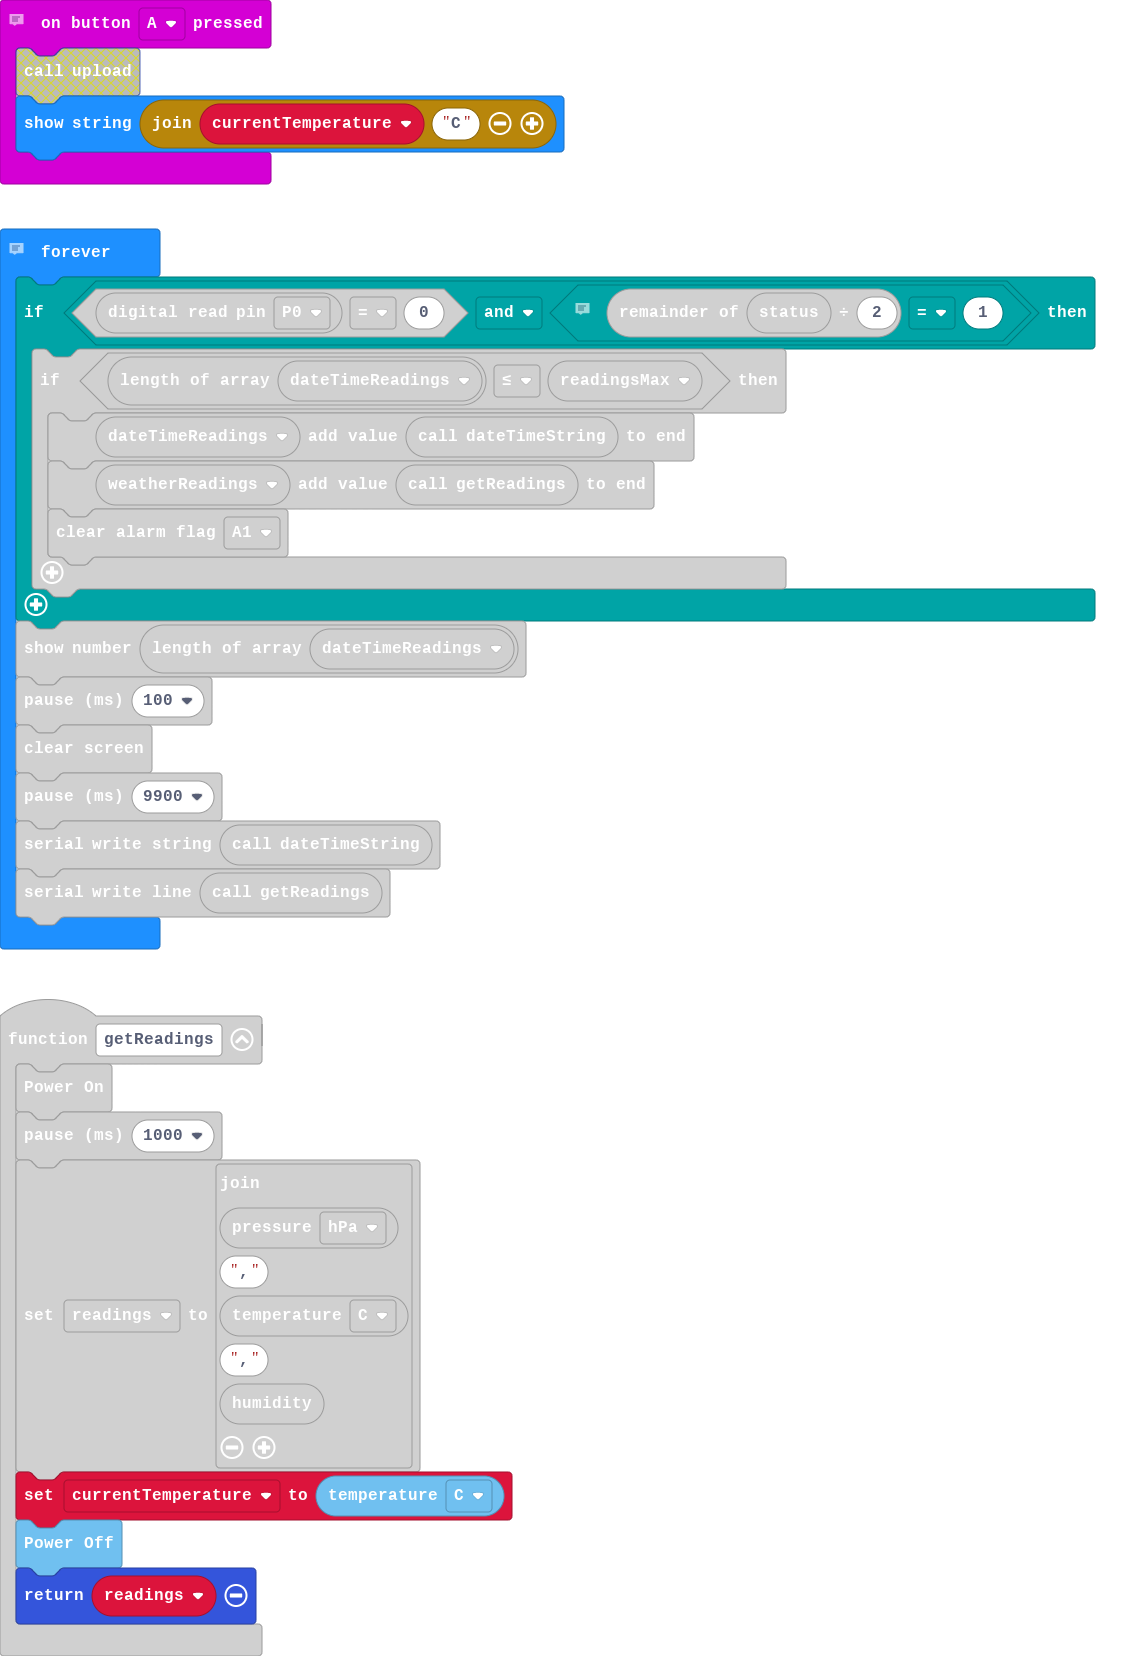 on button A pressed
call upload
show string join currentTemperature "C"
forever
if digital read pin P0 = 0 and remainder of status ÷ 2 = 1 then
if length of array dateTimeReadings ≤ readingsMax then
dateTimeReadings add value call dateTimeString to end
weatherReadings add value call getReadings to end
clear alarm flag A1
show number length of array dateTimeReadings
pause (ms) 100
clear screen
pause (ms) 9900
serial write string call dateTimeString
serial write line call getReadings
function getReadings
Power On
pause (ms) 1000
join
pressure hPa
","
set readings to temperature C
","
humidity
set currentTemperature to temperature C
Power Off
return readings